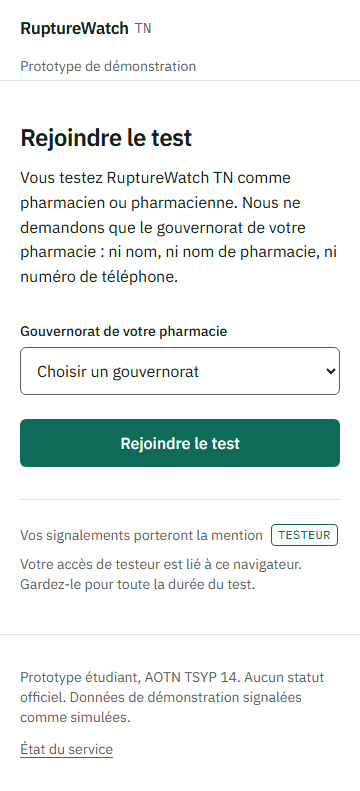 RuptureWatch TN
Prototype de démonstration
Rejoindre le test
Vous testez RuptureWatch TN comme
pharmacien ou pharmacienne. Nous ne
demandons que le gouvernorat de votre
pharmacie : ni nom, ni nom de pharmacie, ni
numéro de téléphone.
Gouvernorat de votre pharmacie
Choisir un gouvernorat
Rejoindre le test
Vos signalements porteront la mention TESTEUR
Votre accès de testeur est lié à ce navigateur.
Gardez-le pour toute la durée du test.
Prototype étudiant, AOTN TSYP 14. Aucun statut
officiel. Données de démonstration signalées
comme simulées.
État du service